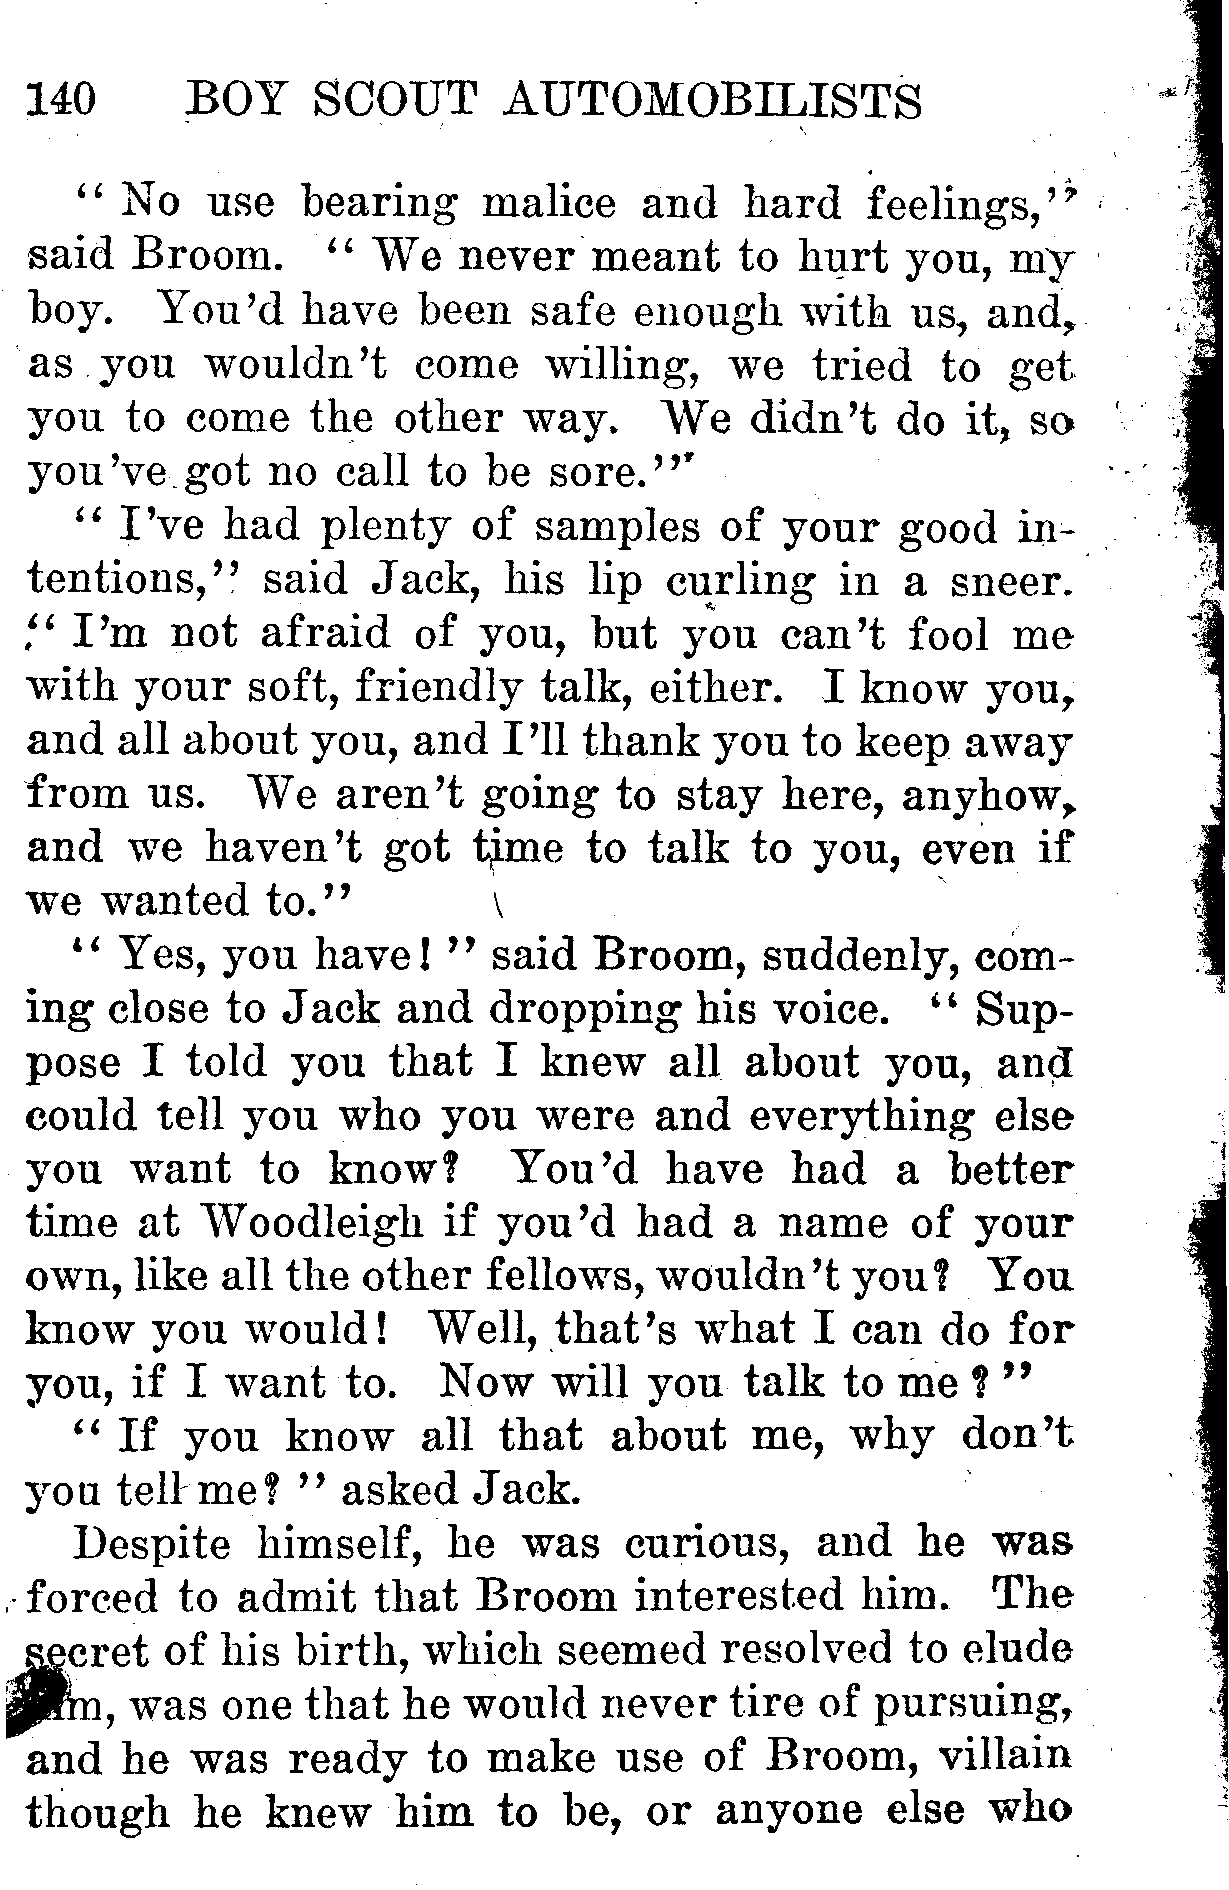 140 BOY SCOUT AUTOMOBILISTS
“ No use bearing malice and hard feelings,”
said Broom. “ We never meant to hurt you, my
boy. You’d have been safe enough with us, and,
as you wouldn’t come willing, we tried to get
you to come the other way. We didn’t do it, so
you’ve got no call to be sore.”
“ I’ve had plenty of samples of your good in-
tentions,” said Jack, his lip curling in a sneer.
“ I’m not afraid of you, but you can’t fool me
with your soft, friendly talk, either. I know you,
and all about you, and I’ll thank you to keep away
from us. We aren’t going to stay here, anyhow,
and we haven’t got time to talk to you, even if
we wanted to.”
“ Yes, you have! ” said Broom, suddenly, com-
ing close to Jack and dropping his voice. “ Sup-
pose I told you that I knew all about you, and
could tell you who you were and everything else
you want to know? You’d have had a better
time at Woodleigh if you’d had a name of your
own, like all the other fellows, wouldn’t you? You
know you would! Well, that’s what I can do for
you, if I want to. Now will you talk to me ? ”
“ If you know all that about me, why don’t
you tell me? ” asked Jack.
Despite himself, he was curious, and he was
forced to admit that Broom interested him. The
secret of his birth, which seemed resolved to elude
him, was one that he would never tire of pursuing,
and he was ready to make use of Broom, villain
though he knew him to be, or anyone else who